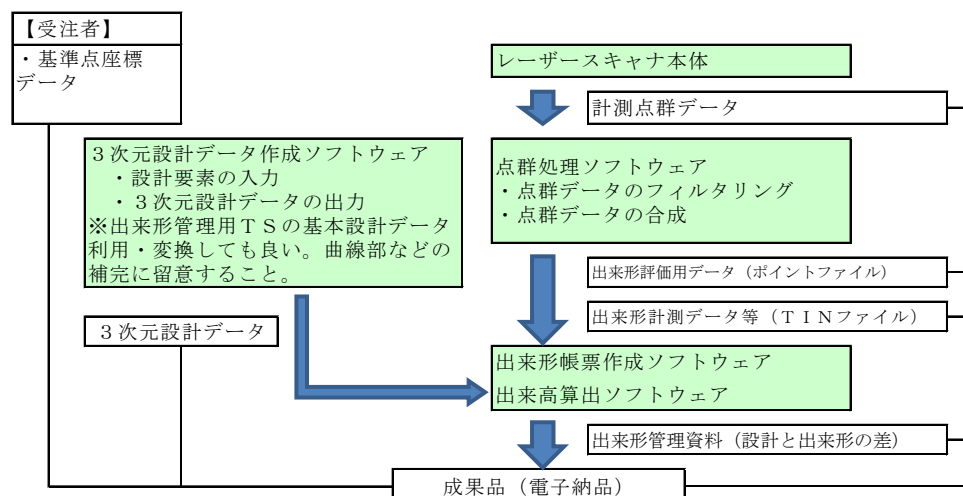 【受注者】
・基準点座標
データ
レーザースキャナ本体
計測点群データ
３次元設計データ作成ソフトウェア
・設計要素の入力
・３次元設計データの出力
※出来形管理用ＴＳの基本設計データ
利用・変換しても良い。曲線部などの
補完に留意すること。
点群処理ソフトウェア
・点群データのフィルタリング
・点群データの合成
出来形評価用データ（ポイントファイル）
出来形計測データ等（ＴＩＮファイル）
３次元設計データ
出来形帳票作成ソフトウェア
出来高算出ソフトウェア
出来形管理資料（設計と出来形の差）
成果品（電子納品）